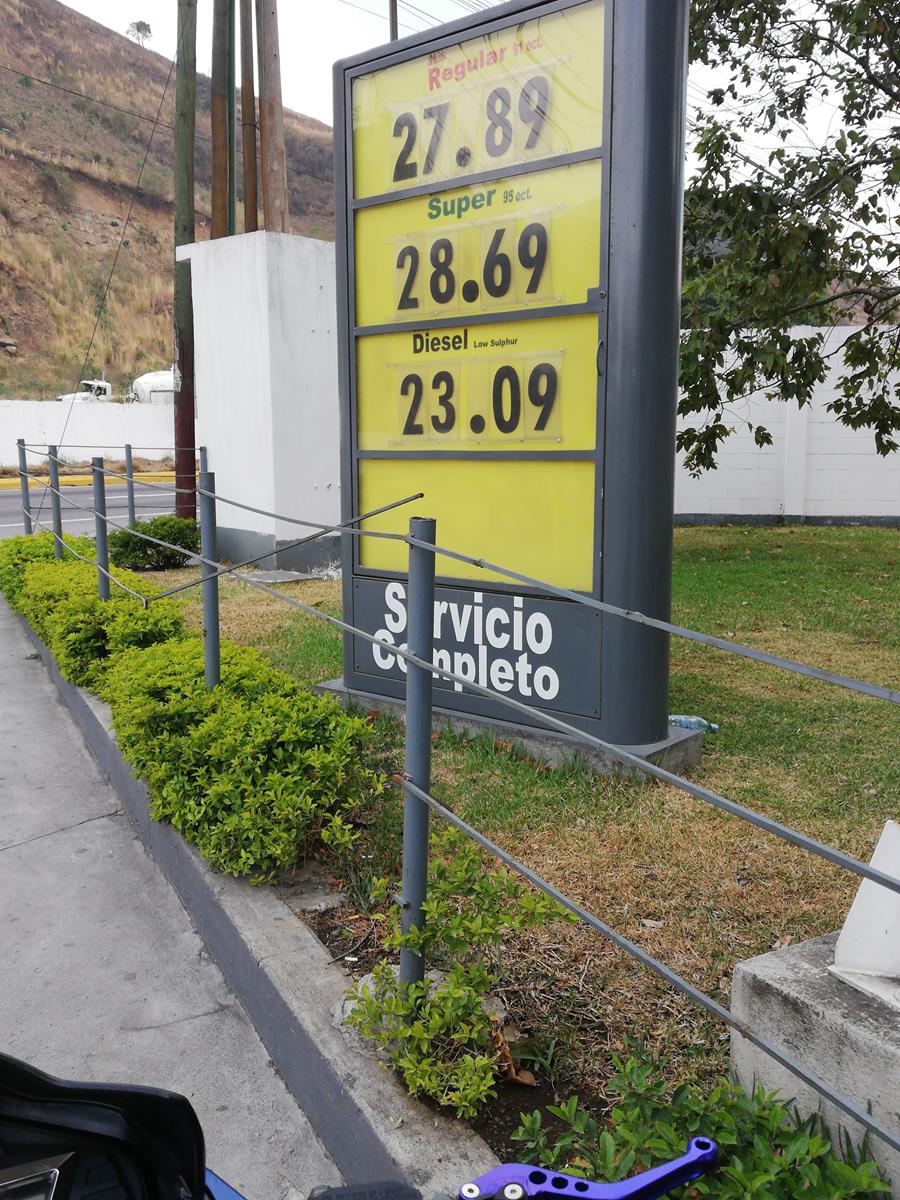 Regular 91 oct.
27.89
Super 95 oct.
28.69
Diesel Low Sulphur
23.09
Servicio
Completo